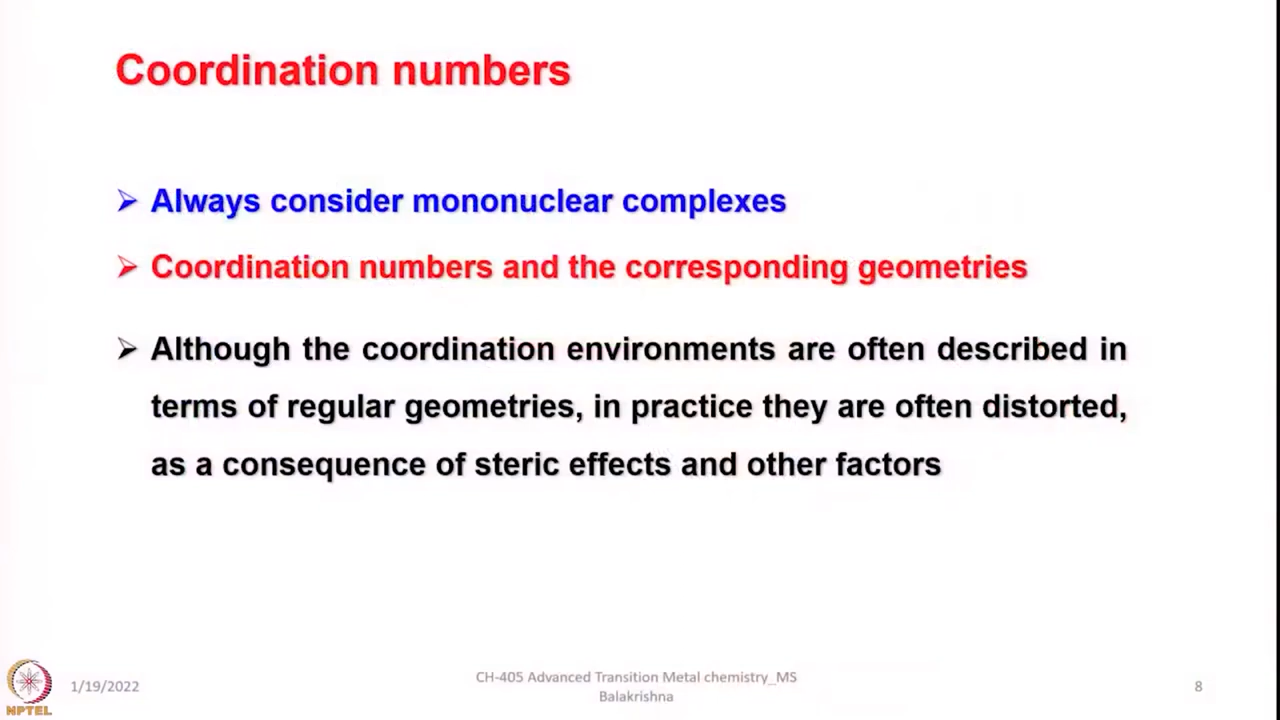 Coordination numbers
➢ Always consider mononuclear complexes
➢ Coordination numbers and the corresponding geometries
➢ Although the coordination environments are often described in
terms of regular geometries, in practice they are often distorted,
as a consequence of steric effects and other factors
NPTEL
1/19/2022
CH-405 Advanced Transition Metal chemistry_MS
Balakrishna
8